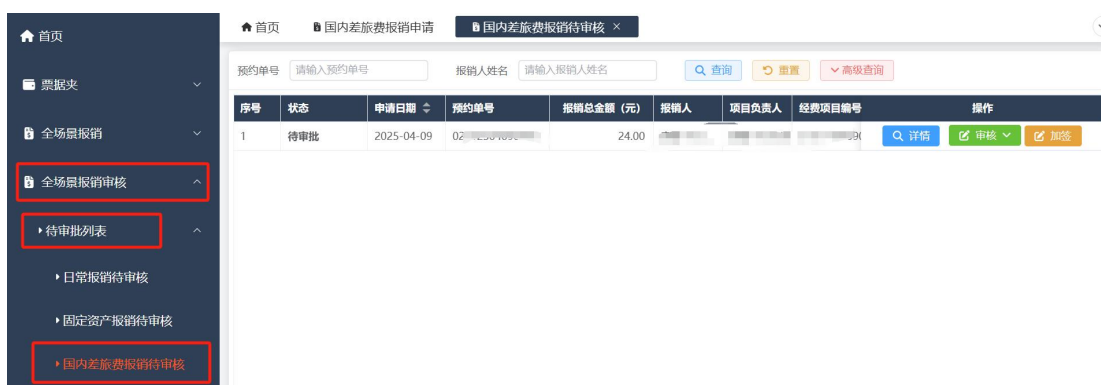 首页
票据夹
全场景报销
全场景报销审核
待审批列表
日常报销待审核
固定资产报销待审核
国内差旅费报销待审核
首页 国内差旅费报销申请 国内差旅费报销待审核 ×
预约单号 请输入预约单号 报销人姓名 请输入报销人姓名 查询 重置 高级查询
序号 状态 申请日期 预约单号 报销总金额（元） 报销人 项目负责人 经费项目编号 操作
1 待审批 2025-04-09 24.00 详情 审核 加签